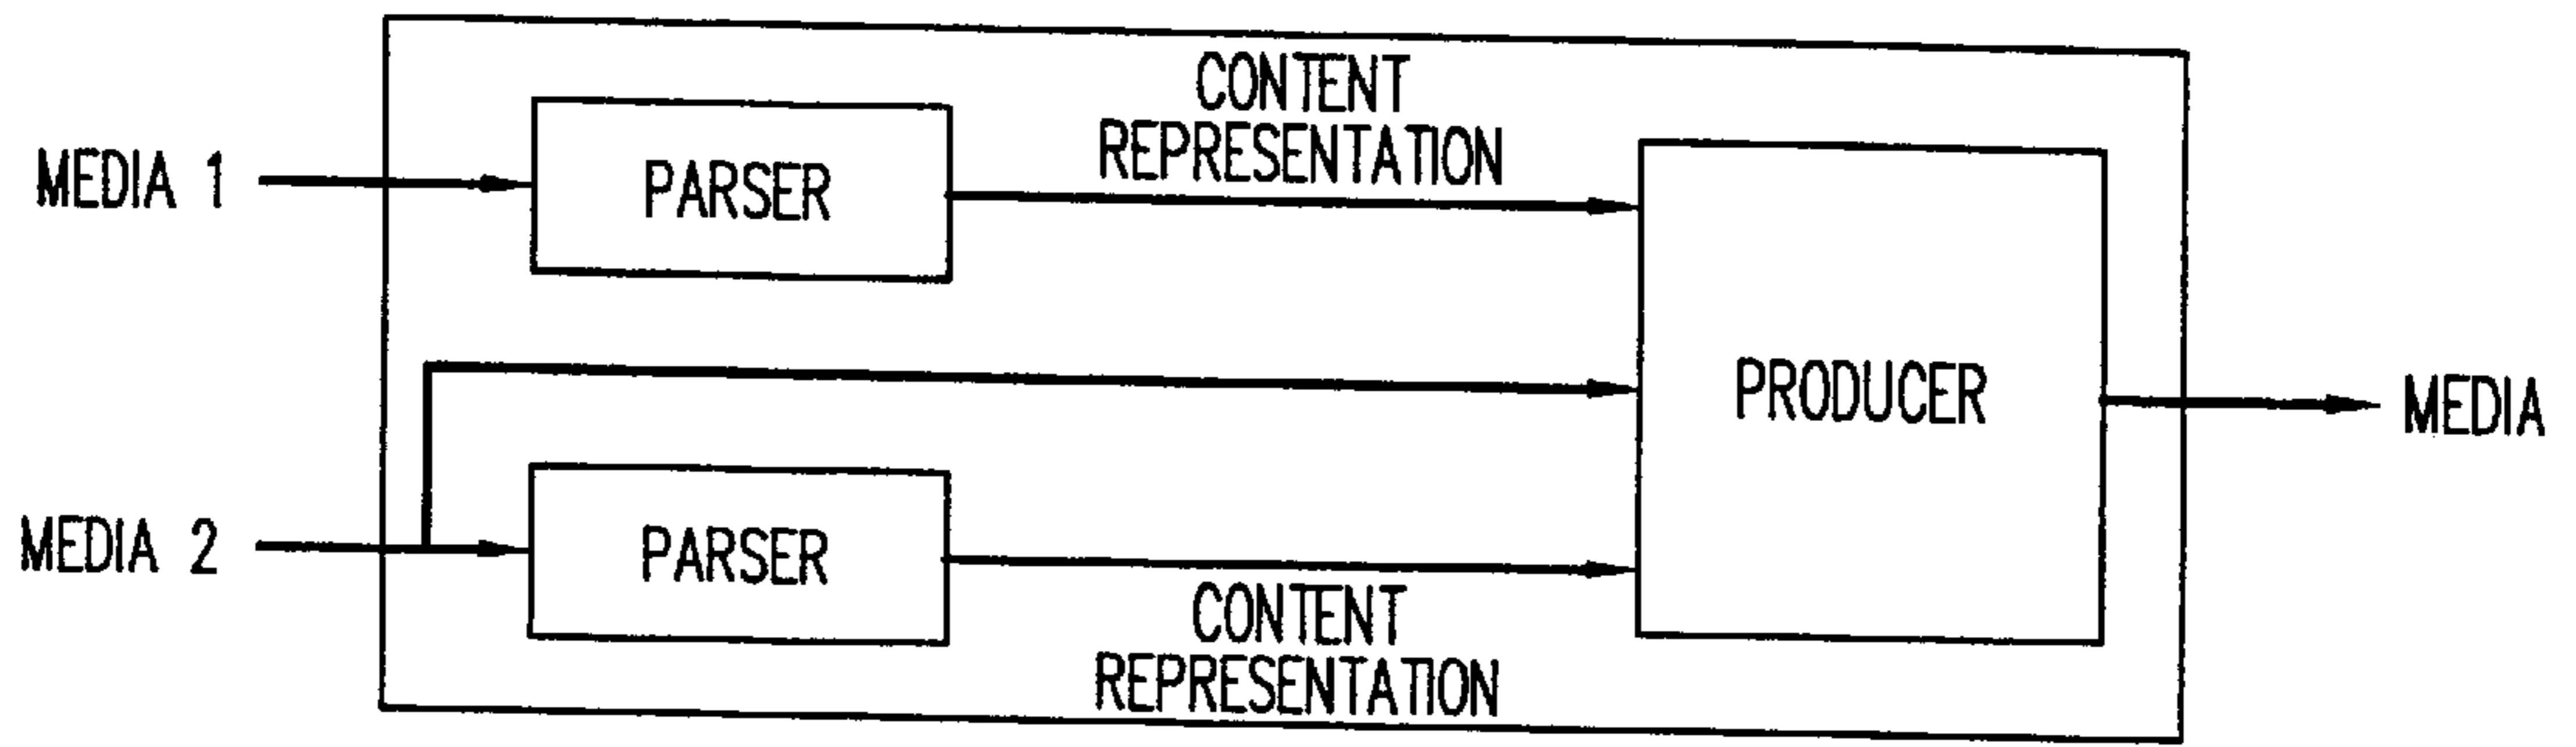 CONTENT
REPRESENTATION
MEDIA 1
PARSER
PRODUCER
MEDIA
MEDIA 2
PARSER
CONTENT
REPRESENTATION